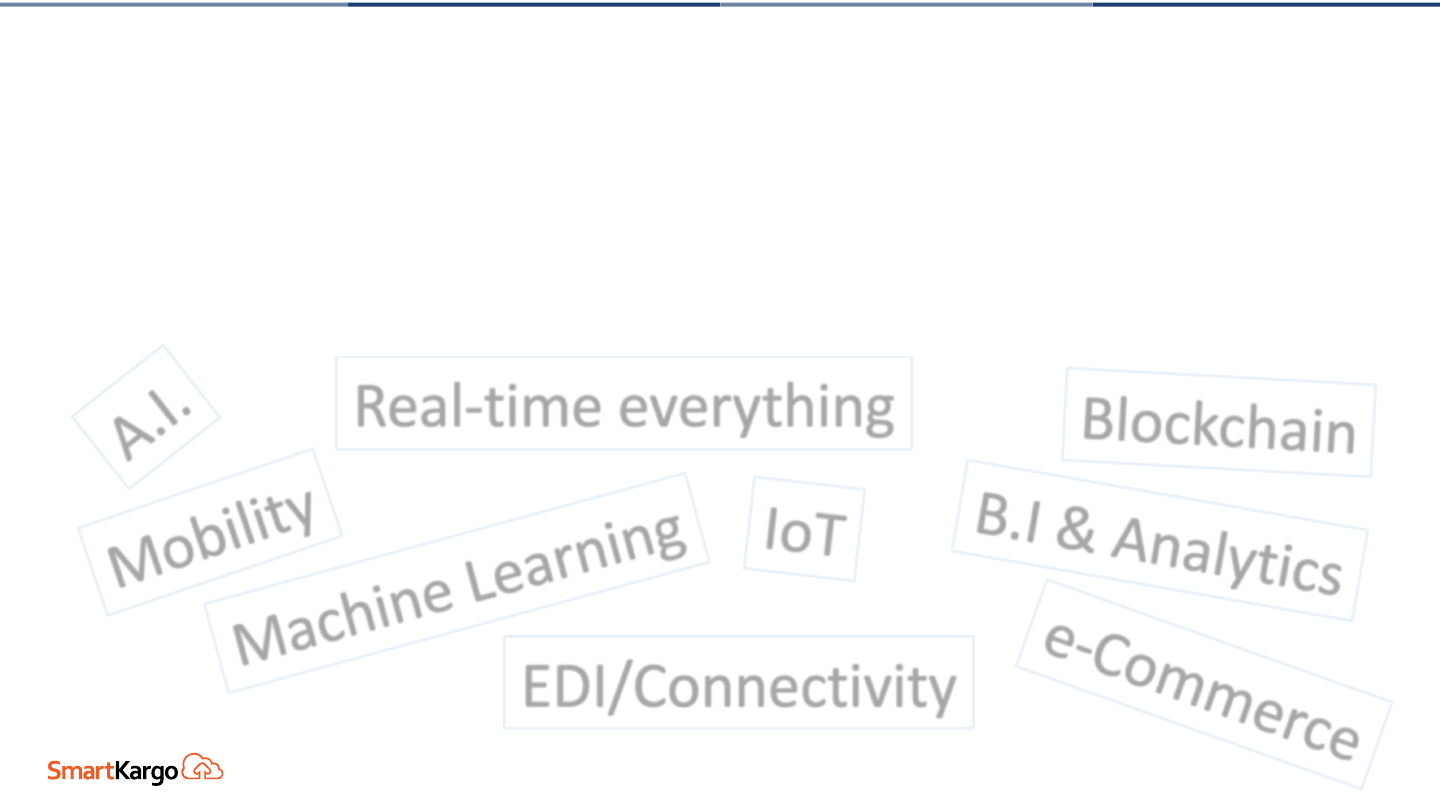 A.I.
Real-time everything
Blockchain
Mobility
Machine Learning
IoT
B.I & Analytics
EDI/Connectivity
e-Commerce
SmartKargo